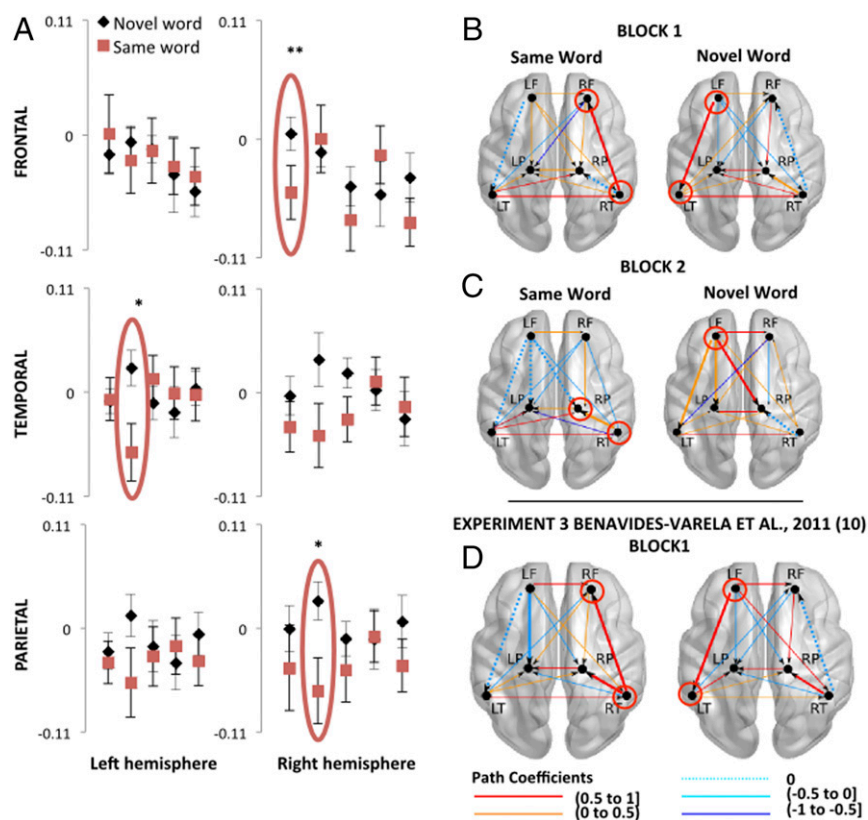 A
Novel word
Same word
0.11
0
-0.11
FRONTAL
**
0.11
0
-0.11
TEMPORAL
*
0.11
0
-0.11
0.11
0
-0.11
PARIETAL
0.11
0
-0.11
0.11
0
-0.11
*
Left hemisphere
Right hemisphere
B
BLOCK 1
Same Word
Novel Word
LF
RF
LP
RP
LT
RT
LF
RF
LP
RP
LT
RT
BLOCK 2
C
Same Word
Novel Word
LF
RF
LP
RP
LT
RT
LF
RF
LP
RP
LT
RT
EXPERIMENT 3 BENAVIDES-VARELA ET AL., 2011 (10)
D
BLOCK1
LF
RF
LP
RP
LT
RT
LF
RF
LP
RP
LT
RT
Path Coefficients
(0.5 to 1]
(0 to 0.5)
0
(-0.5 to 0]
(-1 to -0.5]